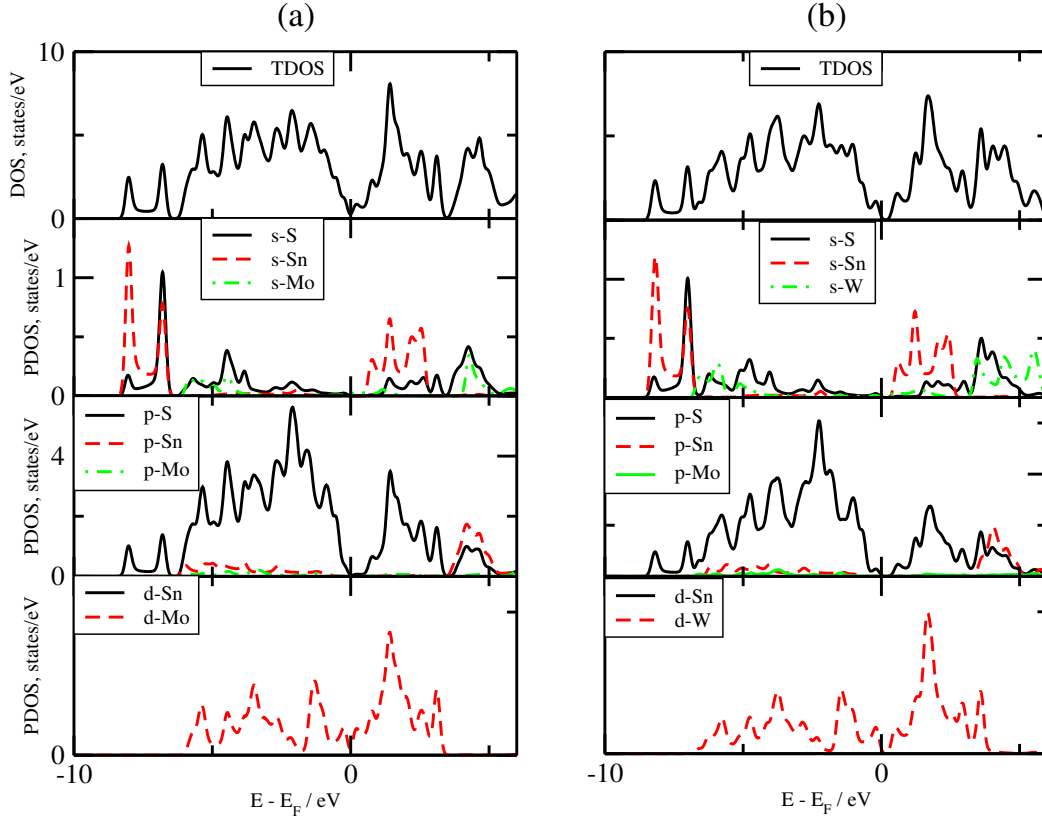 (a)
(b)
10
TDOS
TDOS
DOS, states/eV
0
s-S
s-Sn
s-Mo
s-S
s-Sn
s-W
1
PDOS, states/eV
0
p-S
p-Sn
p-Mo
p-S
p-Sn
p-Mo
4
PDOS, states/eV
0
d-Sn
d-Mo
d-Sn
d-W
PDOS, states/eV
0
-10
0
-10
0
E - E_F / eV
E - E_F / eV